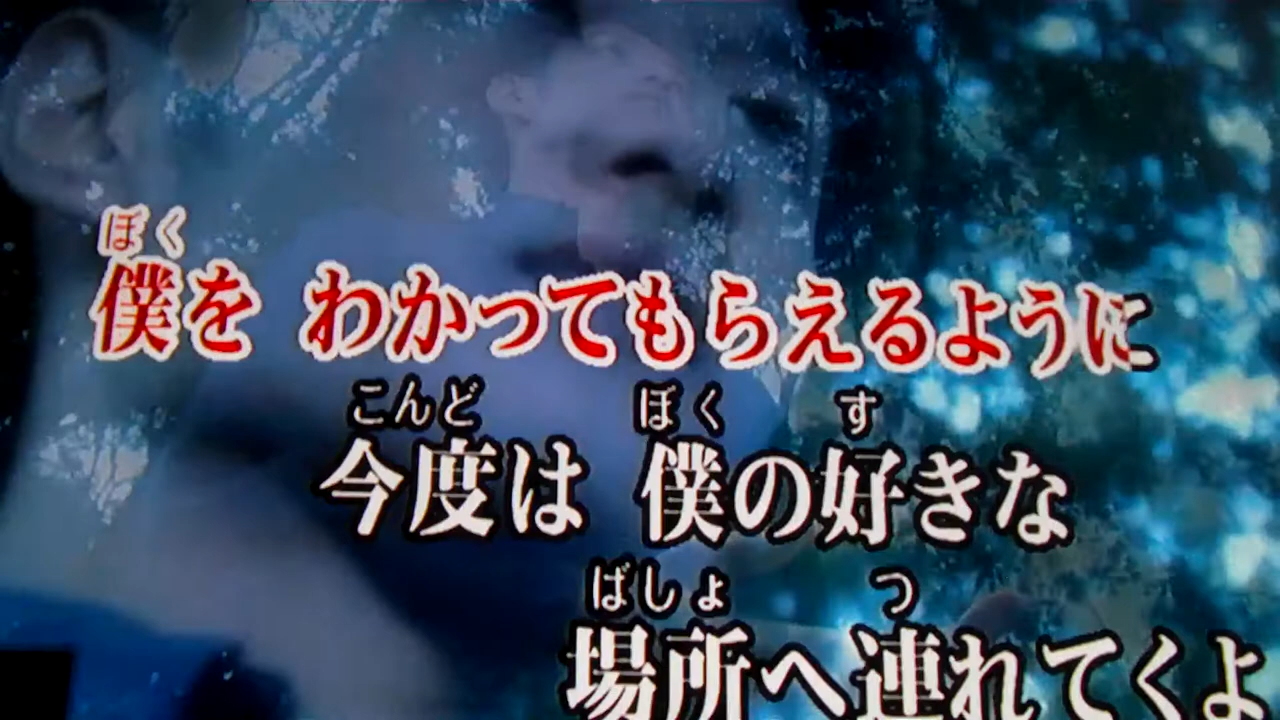 ぼく
僕を わかってもらえるように
こんど ぼく す
今度は 僕の好きな
ばしょ つ
場所へ連れてくよ